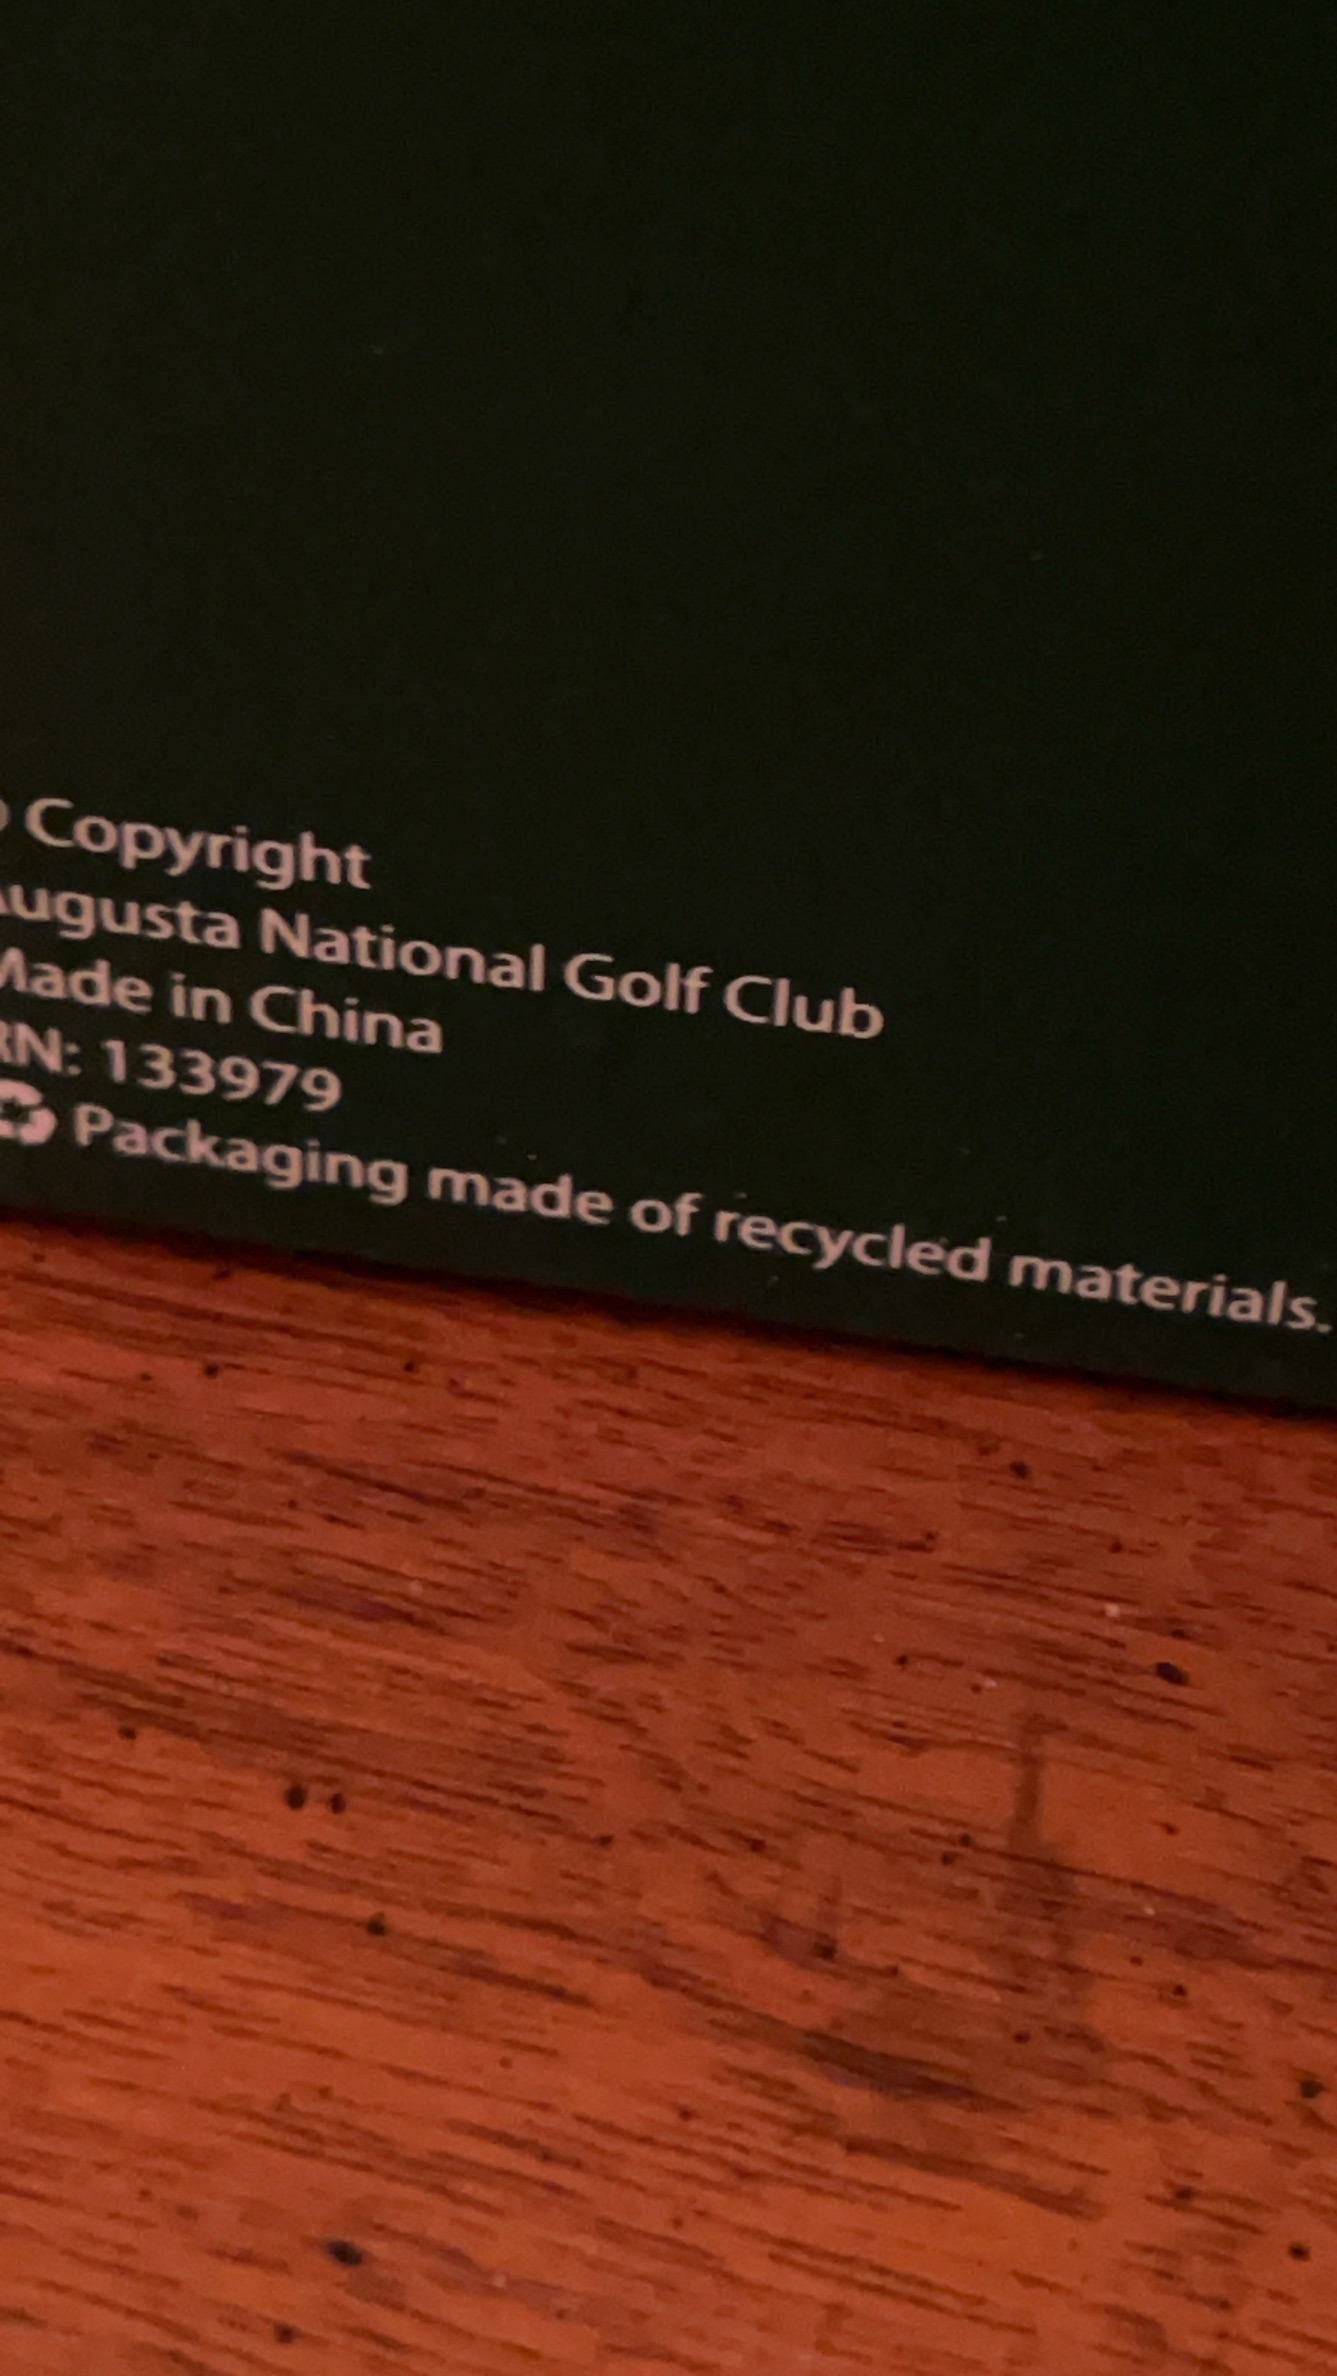 © Copyright
Augusta National Golf Club
Made in China
RN: 133979
Packaging made of recycled materials.